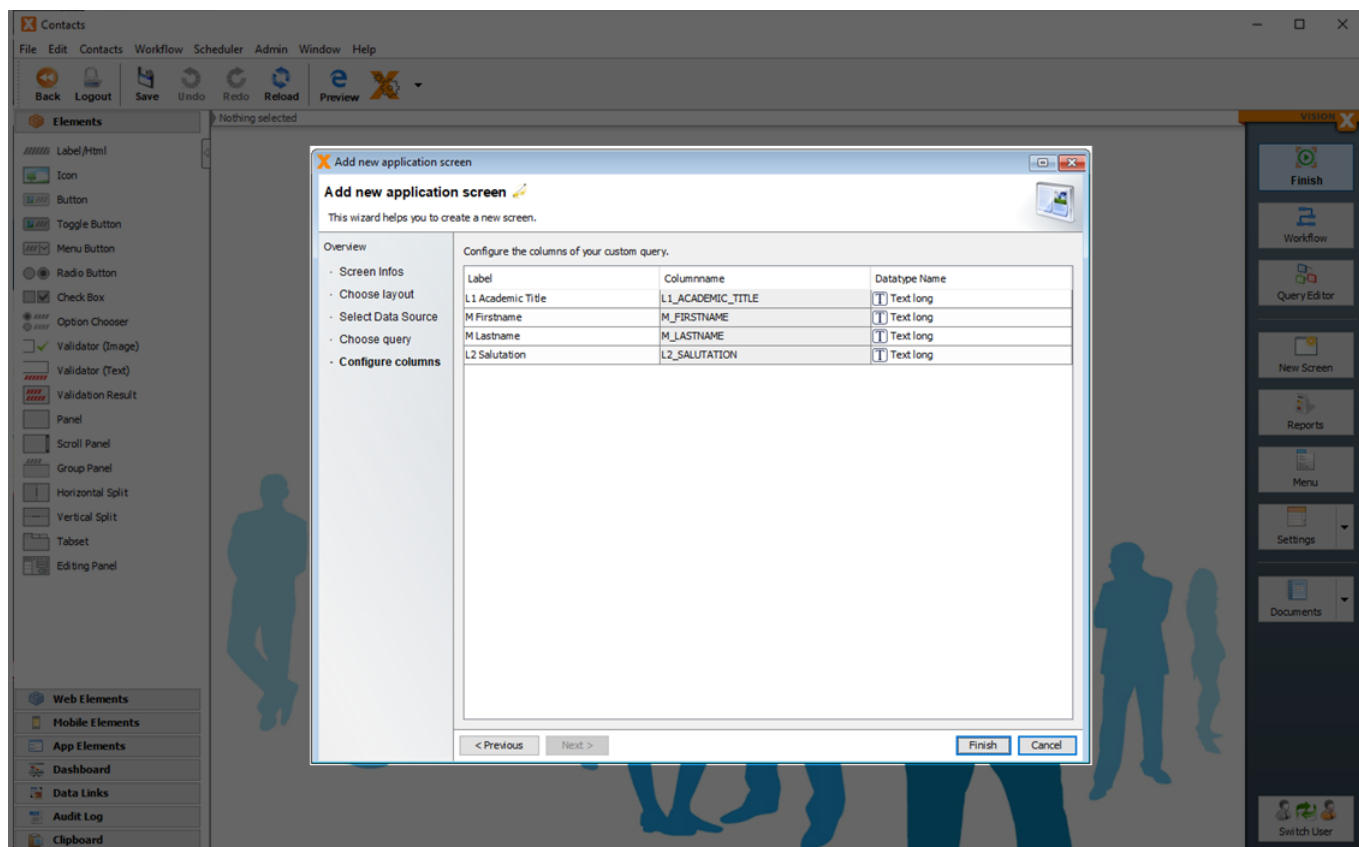 Contacts
File Edit Contacts Workflow Scheduler Admin Window Help
Back Logout Save Undo Redo Reload Preview
Elements
Nothing selected
VISION X
Label/Html
Icon
Button
Toggle Button
Menu Button
Radio Button
Check Box
Option Chooser
Validator (Image)
Validator (Text)
Validation Result
Panel
Scroll Panel
Group Panel
Horizontal Split
Vertical Split
Tabset
Editing Panel
Web Elements
Mobile Elements
App Elements
Dashboard
Data Links
Audit Log
Clipboard
Add new application screen
Add new application screen
This wizard helps you to create a new screen.
Overview
· Screen Infos
· Choose layout
· Select Data Source
· Choose query
· Configure columns
Configure the columns of your custom query.
Label Columnname Datatype Name
L1 Academic Title L1_ACADEMIC_TITLE T Text long
M Firstname M_FIRSTNAME T Text long
M Lastname M_LASTNAME T Text long
L2 Salutation L2_SALUTATION T Text long
< Previous Next > Finish Cancel
Finish
Workflow
Query Editor
New Screen
Reports
Menu
Settings
Documents
Switch User